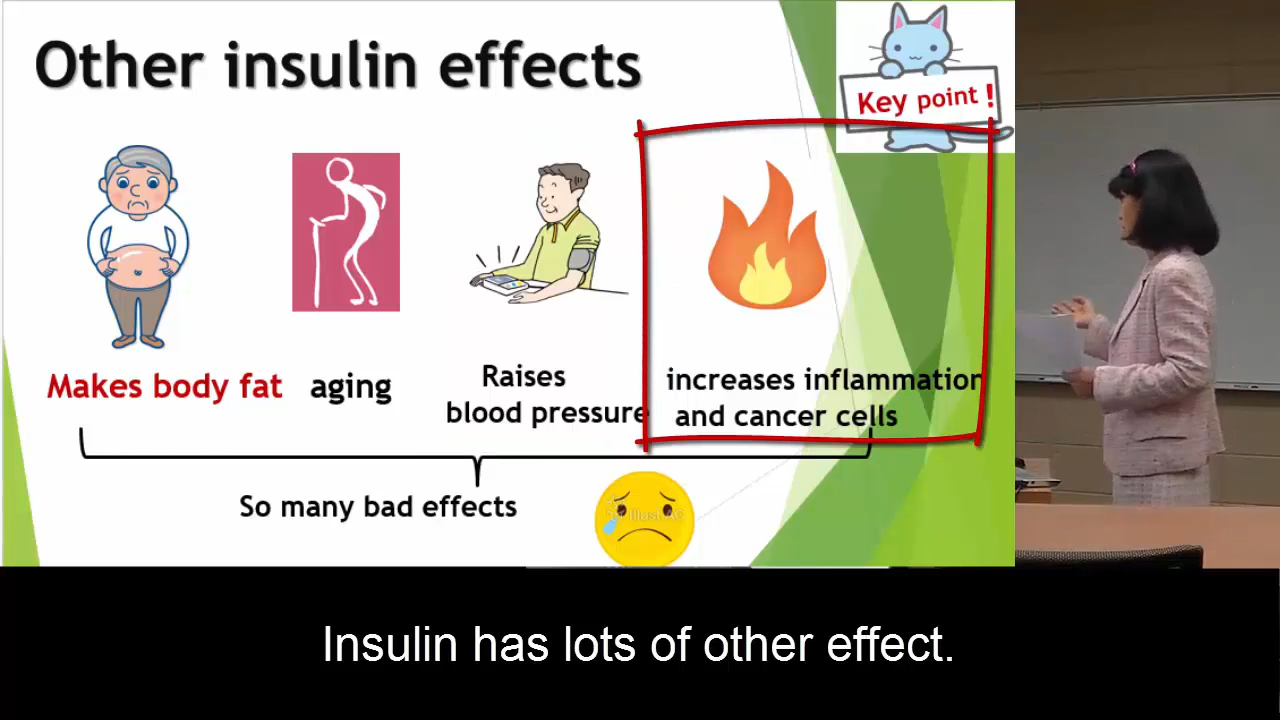 Other insulin effects
Key point !
Makes body fat
aging
Raises
blood pressure
increases inflammation
and cancer cells
So many bad effects
Insulin has lots of other effect.